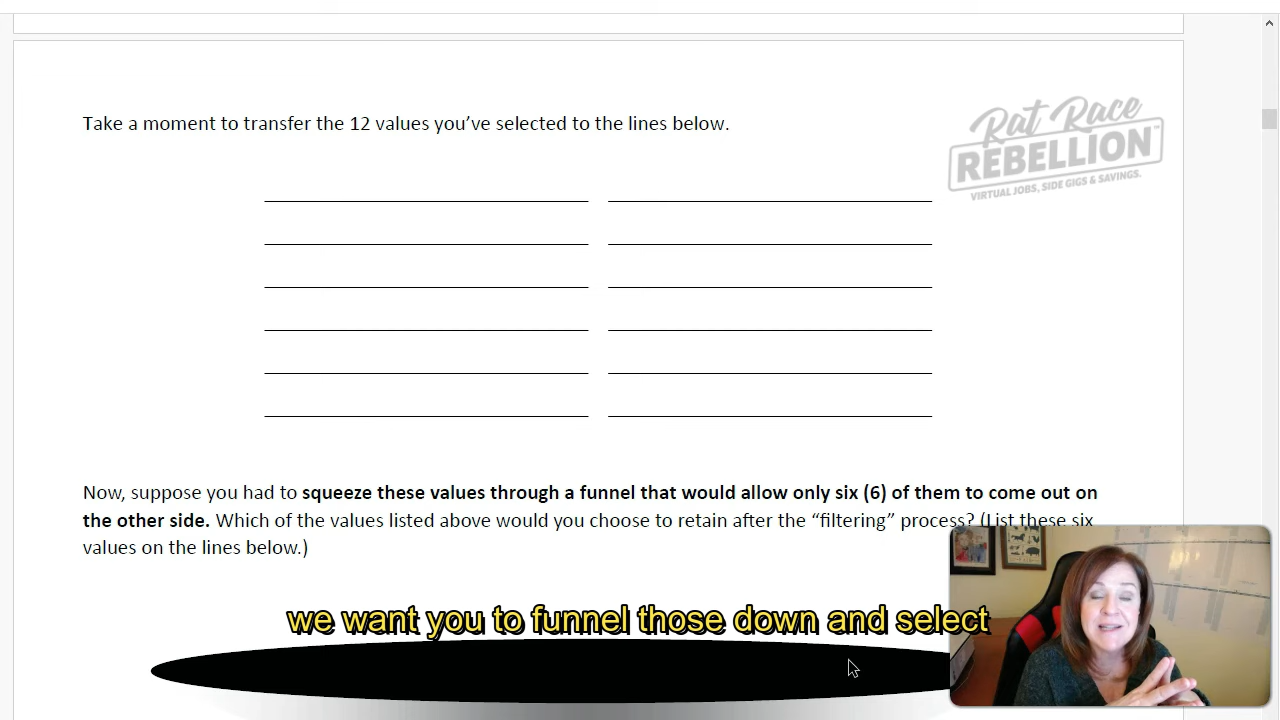 Take a moment to transfer the 12 values you’ve selected to the lines below.
Rat Race
REBELLION™
VIRTUAL JOBS, SIDE GIGS & SAVINGS.
Now, suppose you had to squeeze these values through a funnel that would allow only six (6) of them to come out on
the other side. Which of the values listed above would you choose to retain after the “filtering” process? (List these six
values on the lines below.)
we want you to funnel those down and select